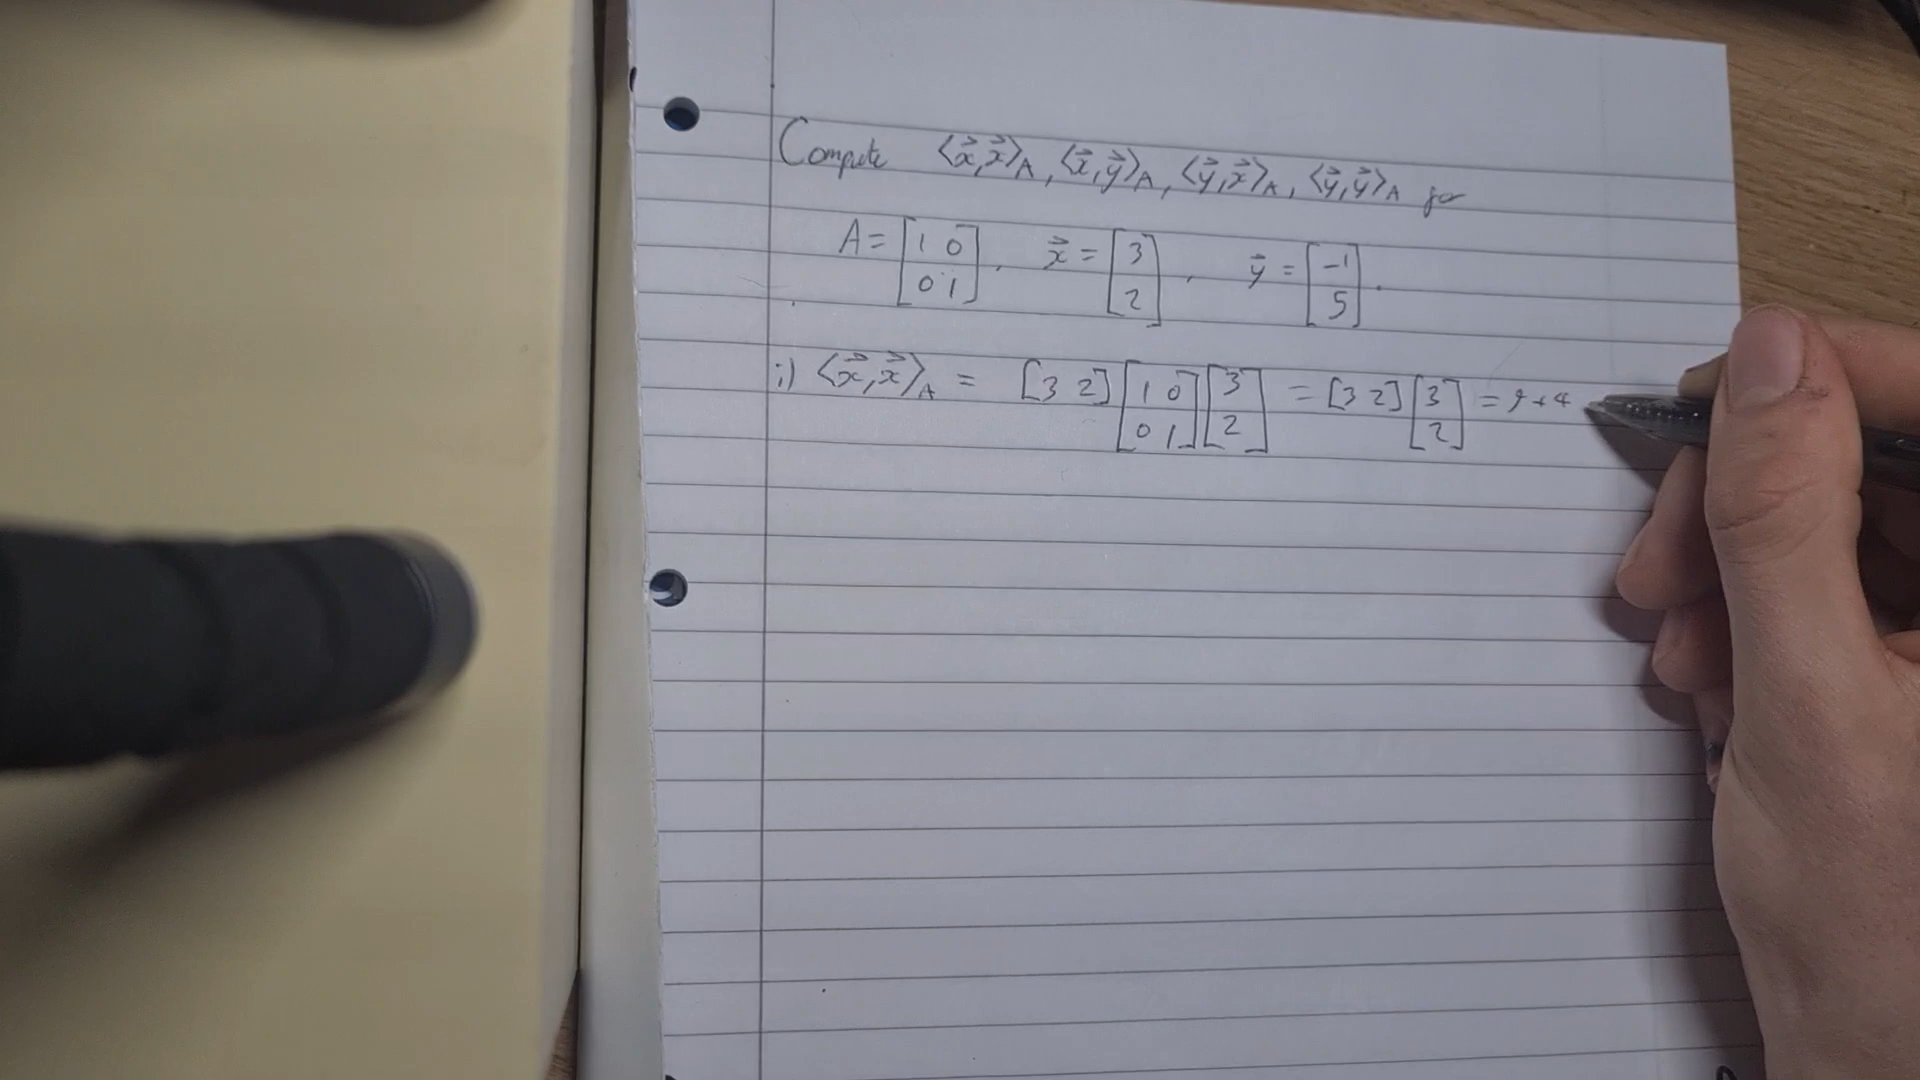 Compute ⟨x⃗,x⃗⟩_A, ⟨x⃗,y⃗⟩_A, ⟨y⃗,x⃗⟩_A, ⟨y⃗,y⃗⟩_A for
A = [1 0; 0 1], x⃗ = [3; 2], y⃗ = [-1; 5].
i) ⟨x⃗,x⃗⟩_A = [3 2][1 0; 0 1][3; 2] = [3 2][3; 2] = 9+4